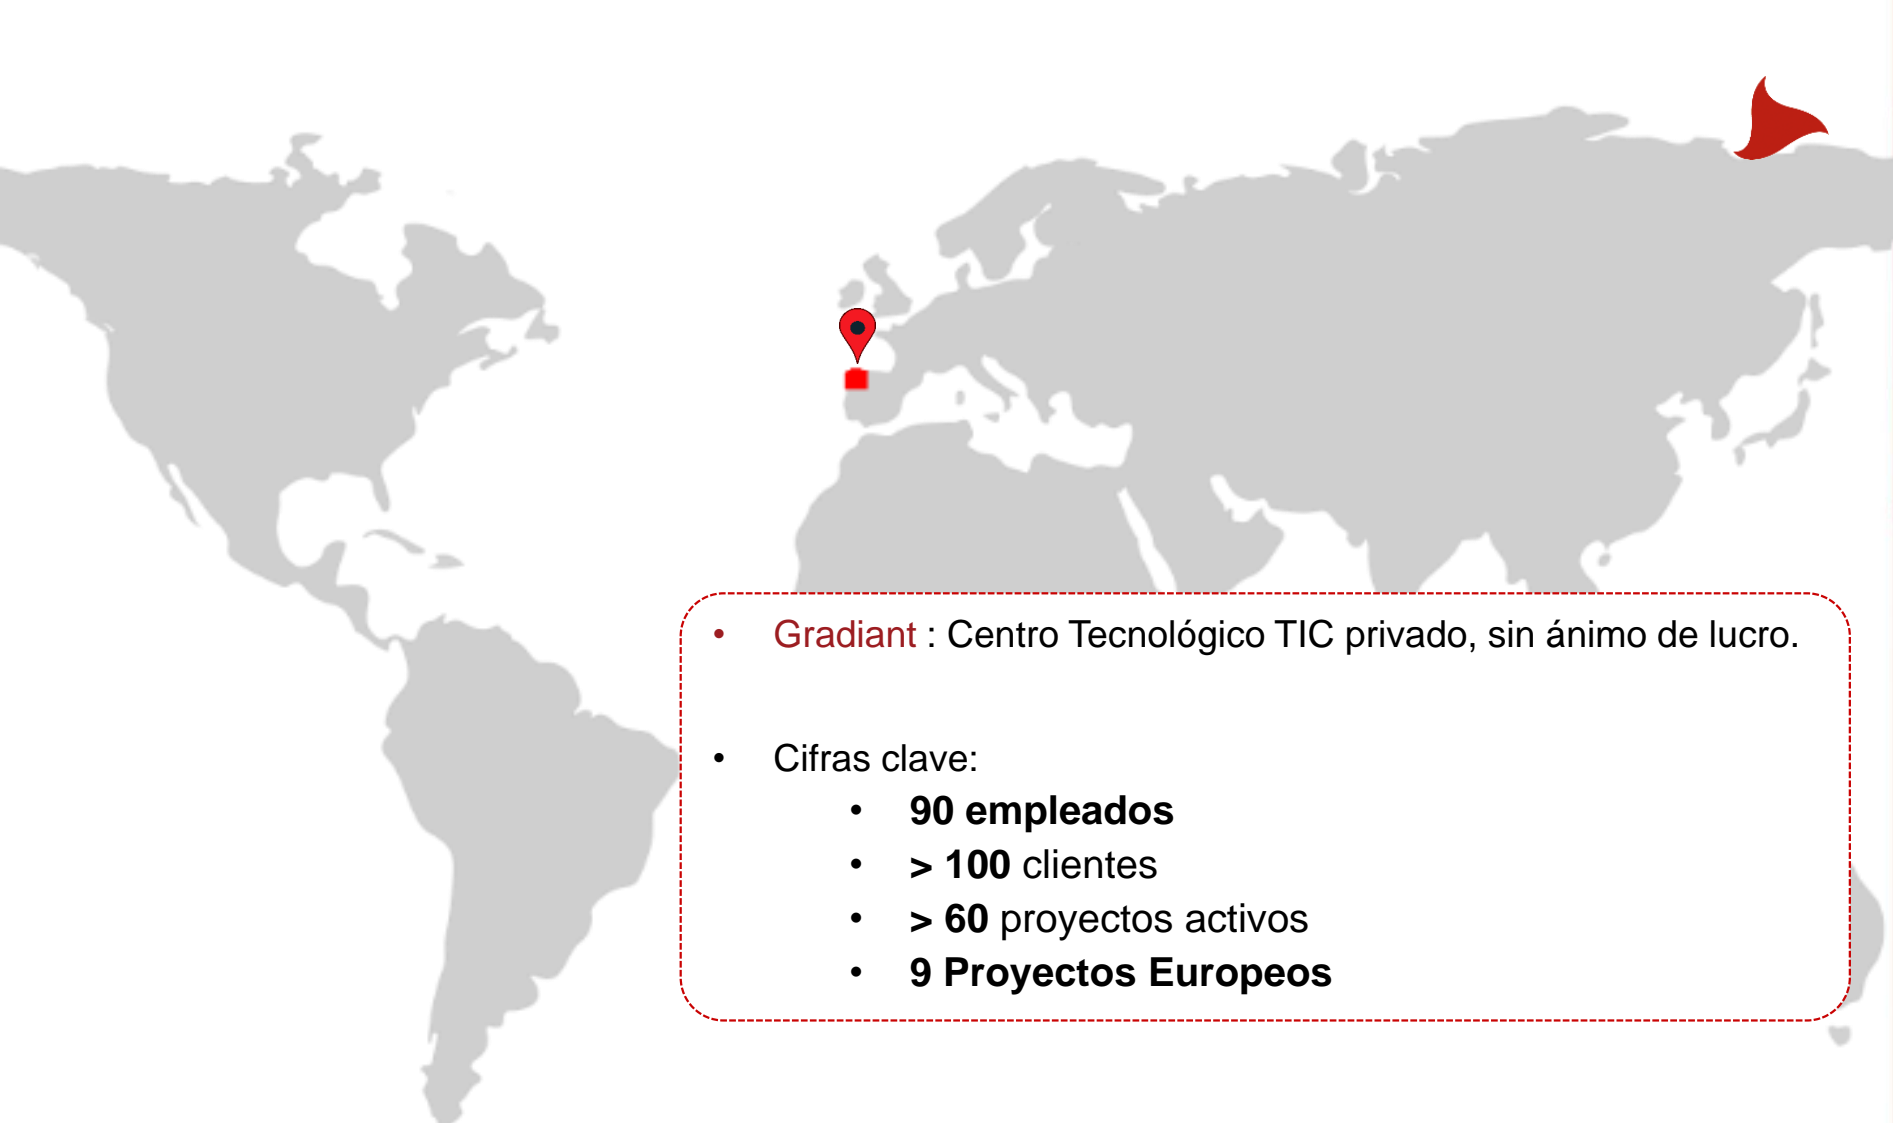 • Gradiant : Centro Tecnológico TIC privado, sin ánimo de lucro.
• Cifras clave:
• 90 empleados
• > 100 clientes
• > 60 proyectos activos
• 9 Proyectos Europeos